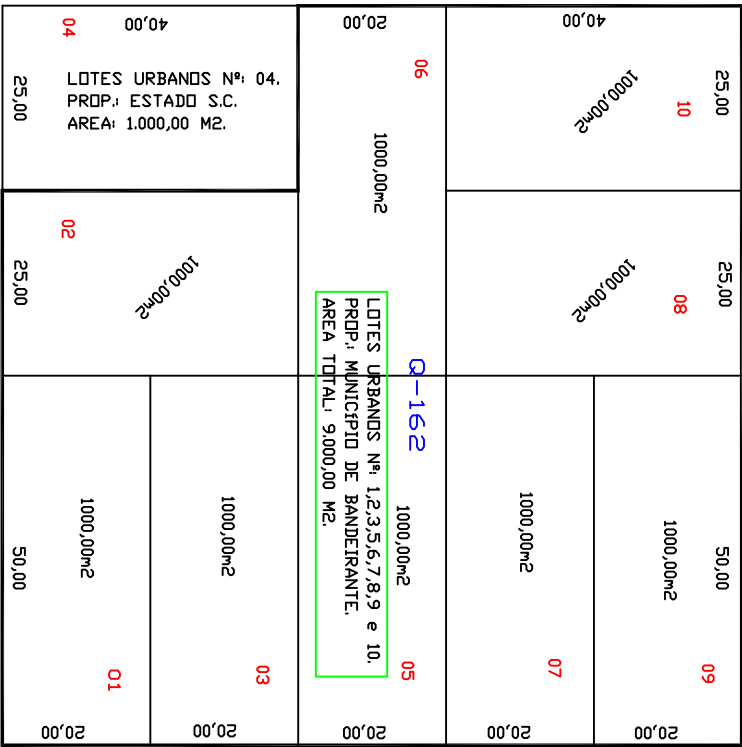 40,00
20,00
40,00
04
25,00
LOTES URBANOS Nº: 04.
PROP.: ESTADO S.C.
AREA: 1.000,00 M2.
06
1000,00m2
10
25,00
1000,00m2
02
25,00
1000,00m2
08
25,00
1000,00m2
Q-162
LOTES URBANOS Nº: 1,2,3,5,6,7,8,9 e 10.
PROP.: MUNICÍPIO DE BANDEIRANTE.
AREA TOTAL: 9.000,00 M2.
50,00
1000,00m2
01
1000,00m2
03
1000,00m2
05
1000,00m2
07
1000,00m2
50,00
09
20,00
20,00
20,00
20,00
20,00